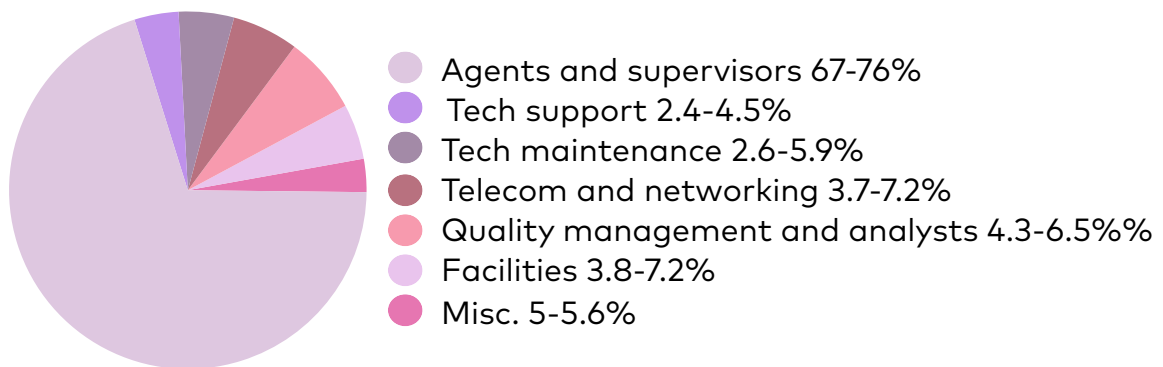 Agents and supervisors 67-76%
Tech support 2.4-4.5%
Tech maintenance 2.6-5.9%
Telecom and networking 3.7-7.2%
Quality management and analysts 4.3-6.5%%
Facilities 3.8-7.2%
Misc. 5-5.6%